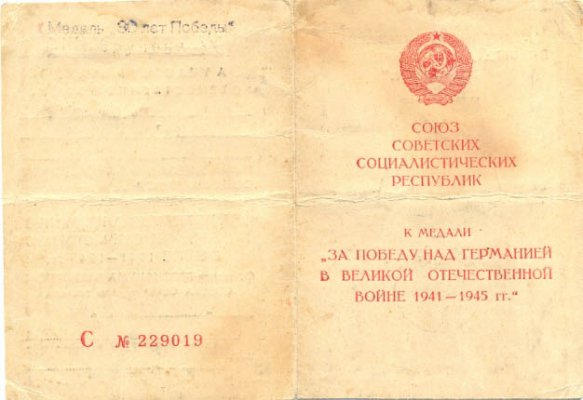 Медаль „30 лет Победы“
С № 229019
СОЮЗ
СОВЕТСКИХ
СОЦИАЛИСТИЧЕСКИХ
РЕСПУБЛИК
К МЕДАЛИ
„ЗА ПОБЕДУ НАД ГЕРМАНИЕЙ
В ВЕЛИКОЙ ОТЕЧЕСТВЕННОЙ
ВОЙНЕ 1941—1945 гг.“